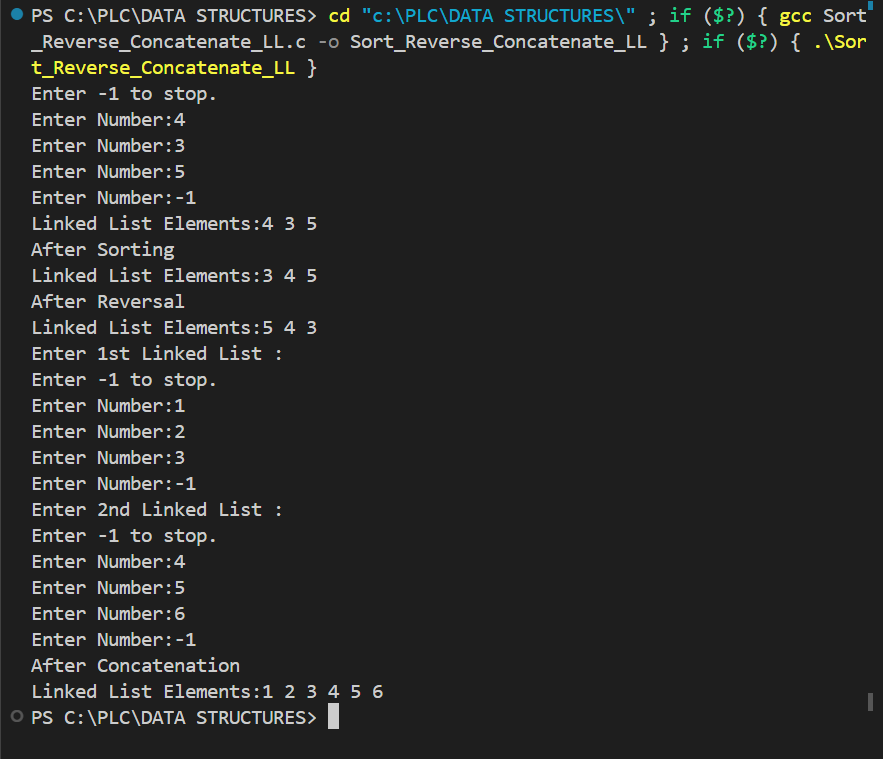 PS C:\PLC\DATA STRUCTURES> cd "c:\PLC\DATA STRUCTURES\" ; if ($?) { gcc Sort
_Reverse_Concatenate_LL.c -o Sort_Reverse_Concatenate_LL } ; if ($?) { .\Sor
t_Reverse_Concatenate_LL }
Enter -1 to stop.
Enter Number:4
Enter Number:3
Enter Number:5
Enter Number:-1
Linked List Elements:4 3 5
After Sorting
Linked List Elements:3 4 5
After Reversal
Linked List Elements:5 4 3
Enter 1st Linked List :
Enter -1 to stop.
Enter Number:1
Enter Number:2
Enter Number:3
Enter Number:-1
Enter 2nd Linked List :
Enter -1 to stop.
Enter Number:4
Enter Number:5
Enter Number:6
Enter Number:-1
After Concatenation
Linked List Elements:1 2 3 4 5 6
PS C:\PLC\DATA STRUCTURES>